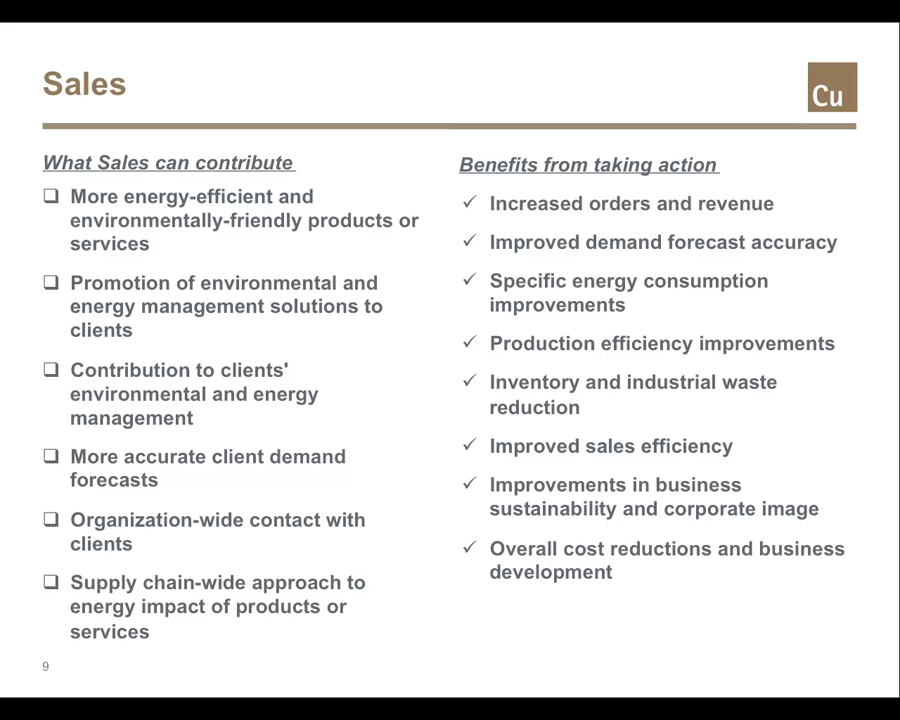 Sales
Cu
What Sales can contribute
❑ More energy-efficient and
environmentally-friendly products or
services
❑ Promotion of environmental and
energy management solutions to
clients
❑ Contribution to clients'
environmental and energy
management
❑ More accurate client demand
forecasts
❑ Organization-wide contact with
clients
❑ Supply chain-wide approach to
energy impact of products or
services
Benefits from taking action
✓ Increased orders and revenue
✓ Improved demand forecast accuracy
✓ Specific energy consumption
improvements
✓ Production efficiency improvements
✓ Inventory and industrial waste
reduction
✓ Improved sales efficiency
✓ Improvements in business
sustainability and corporate image
✓ Overall cost reductions and business
development
9